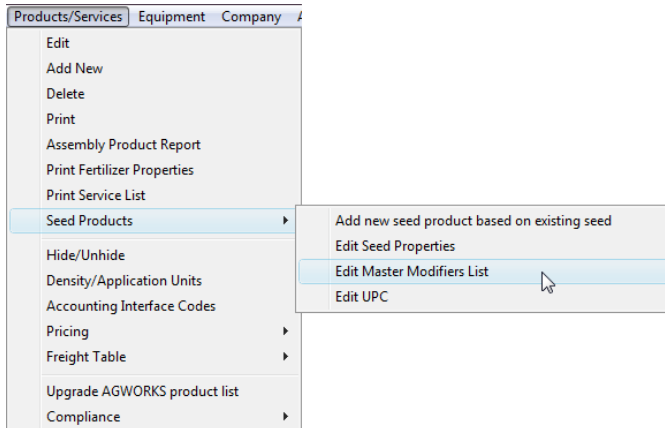 Products/Services Equipment Company
Edit
Add New
Delete
Print
Assembly Product Report
Print Fertilizer Properties
Print Service List
Seed Products
Add new seed product based on existing seed
Edit Seed Properties
Edit Master Modifiers List
Edit UPC
Hide/Unhide
Density/Application Units
Accounting Interface Codes
Pricing
Freight Table
Upgrade AGWORKS product list
Compliance